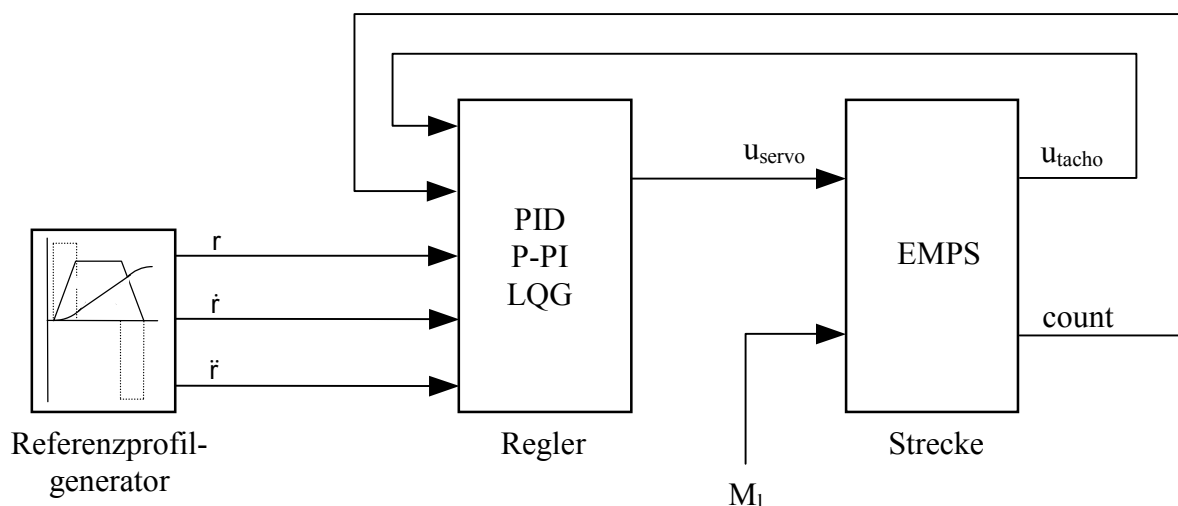 u_servo
u_tacho
PID
P-PI
LQG
EMPS
r
ṙ
r̈
count
Referenzprofil-
generator
Regler
Strecke
M_l